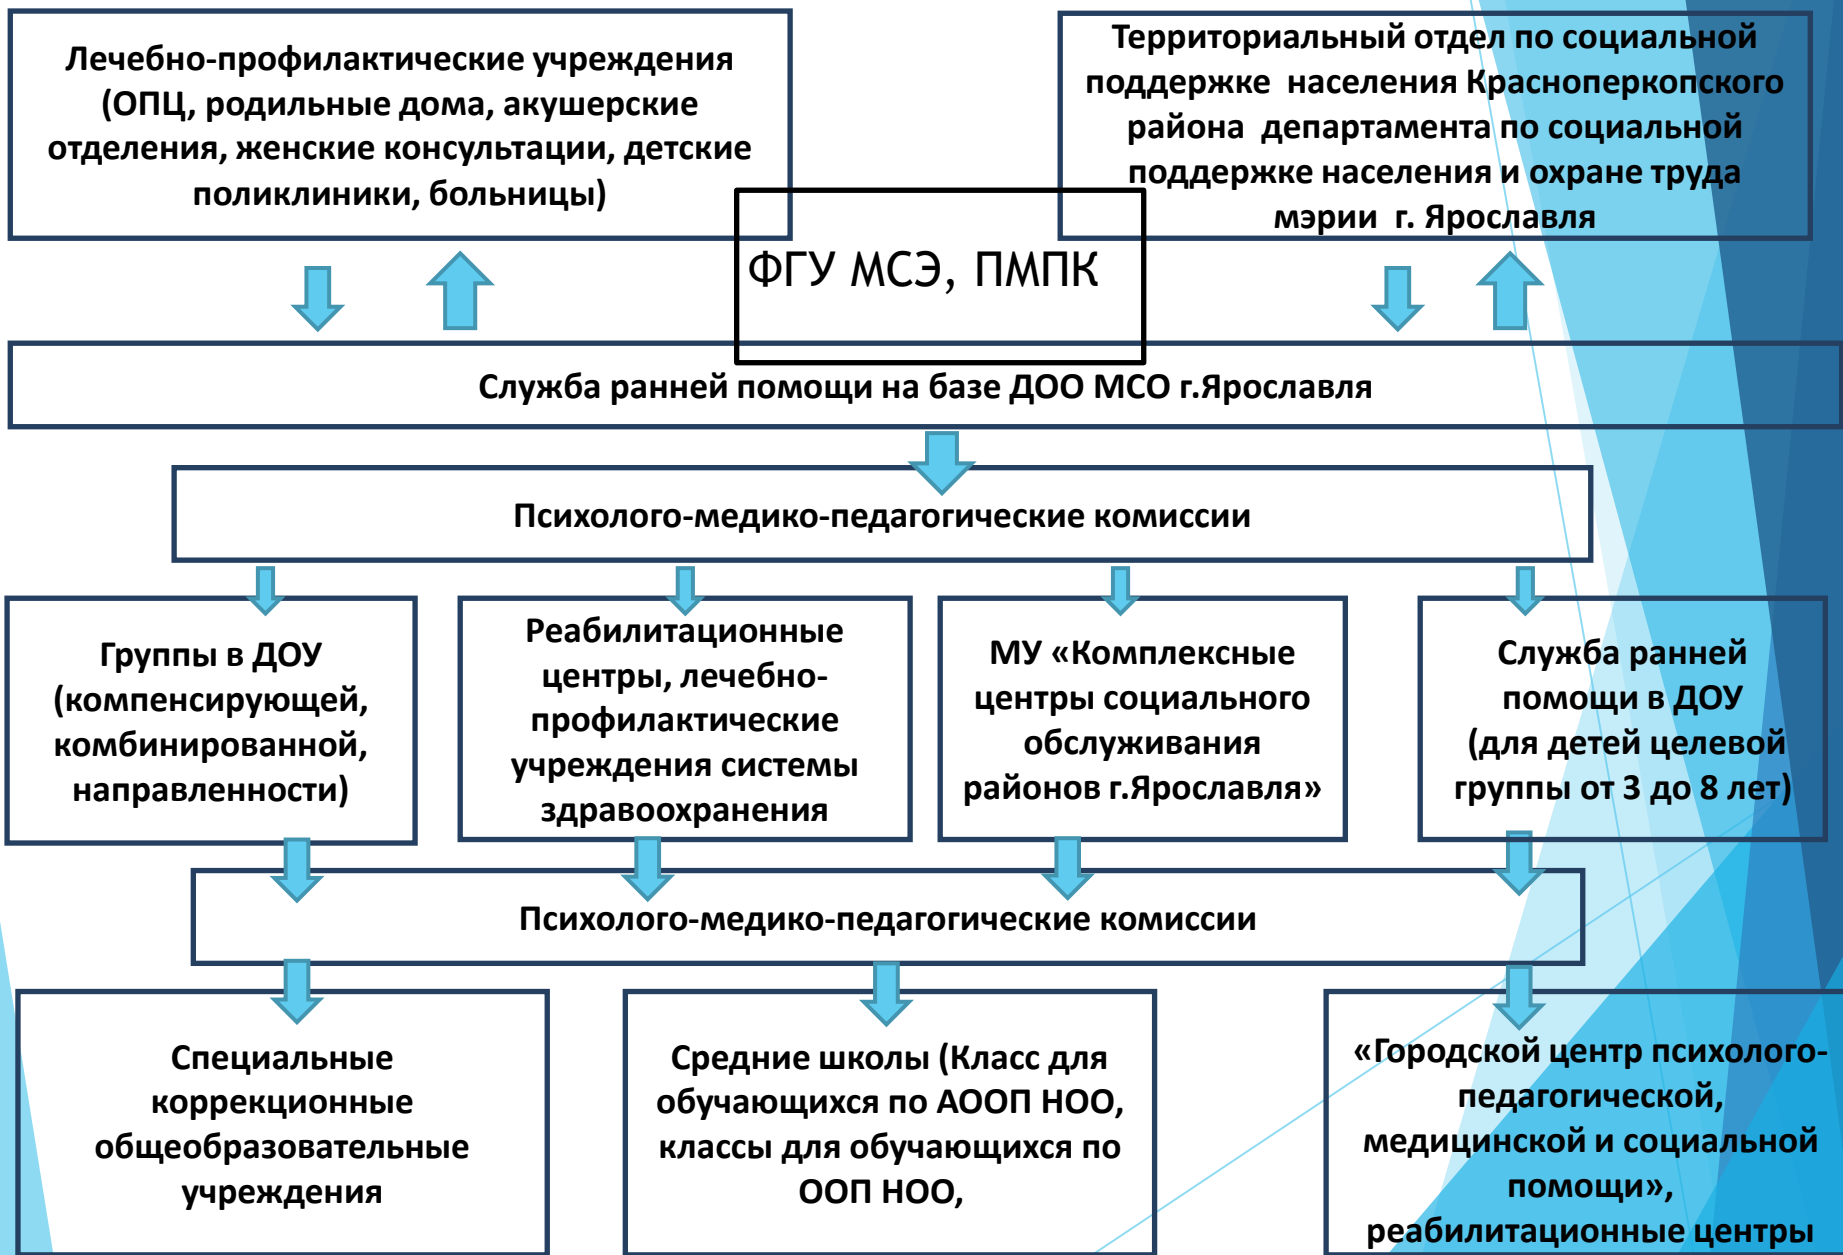 Лечебно-профилактические учреждения
(ОПЦ, родильные дома, акушерские
отделения, женские консультации, детские
поликлиники, больницы)
Территориальный отдел по социальной
поддержке населения Красноперкопского
района департамента по социальной
поддержке населения и охране труда
мэрии г. Ярославля
ФГУ МСЭ, ПМПК
Служба ранней помощи на базе ДОО МСО г.Ярославля
Психолого-медико-педагогические комиссии
Группы в ДОУ
(компенсирующей,
комбинированной,
направленности)
Реабилитационные
центры, лечебно-
профилактические
учреждения системы
здравоохранения
МУ «Комплексные
центры социального
обслуживания
районов г.Ярославля»
Служба ранней
помощи в ДОУ
(для детей целевой
группы от 3 до 8 лет)
Психолого-медико-педагогические комиссии
Специальные
коррекционные
общеобразовательные
учреждения
Средние школы (Класс для
обучающихся по АООП НОО,
классы для обучающихся по
ООП НОО,
«Городской центр психолого-
педагогической,
медицинской и социальной
помощи»,
реабилитационные центры